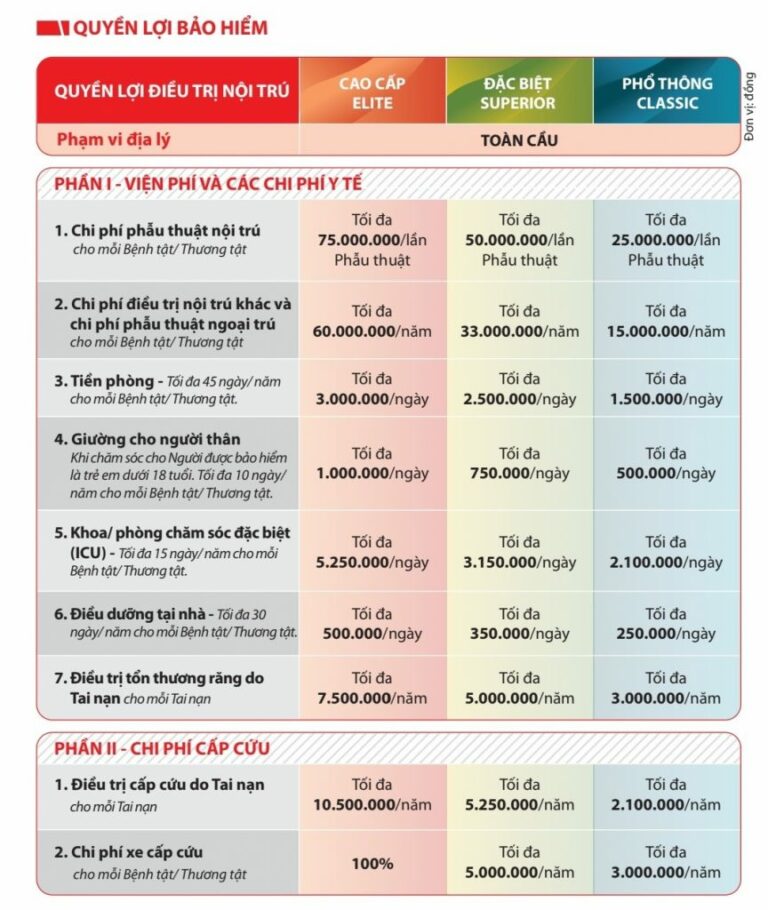 QUYỀN LỢI BẢO HIỂM
QUYỀN LỢI ĐIỀU TRỊ NỘI TRÚ
CAO CẤP
ELITE
ĐẶC BIỆT
SUPERIOR
PHỔ THÔNG
CLASSIC
Đơn vị: đồng
Phạm vi địa lý
TOÀN CẦU
PHẦN I - VIỆN PHÍ VÀ CÁC CHI PHÍ Y TẾ
1. Chi phí phẫu thuật nội trú
cho mỗi Bệnh tật/ Thương tật
Tối đa
75.000.000/lần
Phẫu thuật
Tối đa
50.000.000/lần
Phẫu thuật
Tối đa
25.000.000/lần
Phẫu thuật
2. Chi phí điều trị nội trú khác và
chi phí phẫu thuật ngoại trú
cho mỗi Bệnh tật/ Thương tật
Tối đa
60.000.000/năm
Tối đa
33.000.000/năm
Tối đa
15.000.000/năm
3. Tiền phòng - Tối đa 45 ngày/ năm
cho mỗi Bệnh tật/ Thương tật.
Tối đa
3.000.000/ngày
Tối đa
2.500.000/ngày
Tối đa
1.500.000/ngày
4. Giường cho người thân
Khi chăm sóc cho Người được bảo hiểm
là trẻ em dưới 18 tuổi. Tối đa 10 ngày/
năm cho mỗi Bệnh tật/ Thương tật.
Tối đa
1.000.000/ngày
Tối đa
750.000/ngày
Tối đa
500.000/ngày
5. Khoa/ phòng chăm sóc đặc biệt
(ICU) - Tối đa 15 ngày/ năm cho mỗi
Bệnh tật/ Thương tật.
Tối đa
5.250.000/ngày
Tối đa
3.150.000/ngày
Tối đa
2.100.000/ngày
6. Điều dưỡng tại nhà - Tối đa 30
ngày/ năm cho mỗi Bệnh tật/ Thương tật.
Tối đa
500.000/ngày
Tối đa
350.000/ngày
Tối đa
250.000/ngày
7. Điều trị tổn thương răng do
Tai nạn cho mỗi Tai nạn
Tối đa
7.500.000/năm
Tối đa
5.000.000/năm
Tối đa
3.000.000/năm
PHẦN II - CHI PHÍ CẤP CỨU
1. Điều trị cấp cứu do Tai nạn
cho mỗi Tai nạn
Tối đa
10.500.000/năm
Tối đa
5.250.000/năm
Tối đa
2.100.000/năm
2. Chi phí xe cấp cứu
cho mỗi Bệnh tật/ Thương tật
100%
Tối đa
5.000.000/năm
Tối đa
3.000.000/năm